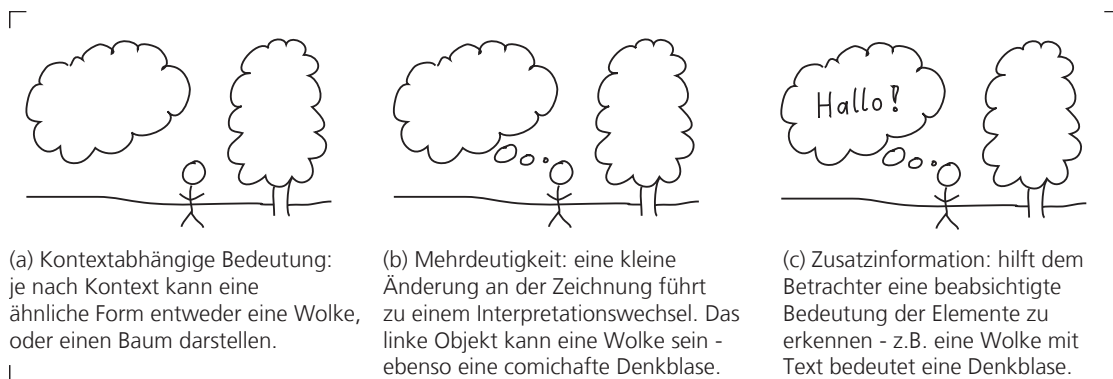 Hallo!
(a) Kontextabhängige Bedeutung:
je nach Kontext kann eine
ähnliche Form entweder eine Wolke,
oder einen Baum darstellen.
(b) Mehrdeutigkeit: eine kleine
Änderung an der Zeichnung führt
zu einem Interpretationswechsel. Das
linke Objekt kann eine Wolke sein -
ebenso eine comichafte Denkblase.
(c) Zusatzinformation: hilft dem
Betrachter eine beabsichtigte
Bedeutung der Elemente zu
erkennen - z.B. eine Wolke mit
Text bedeutet eine Denkblase.